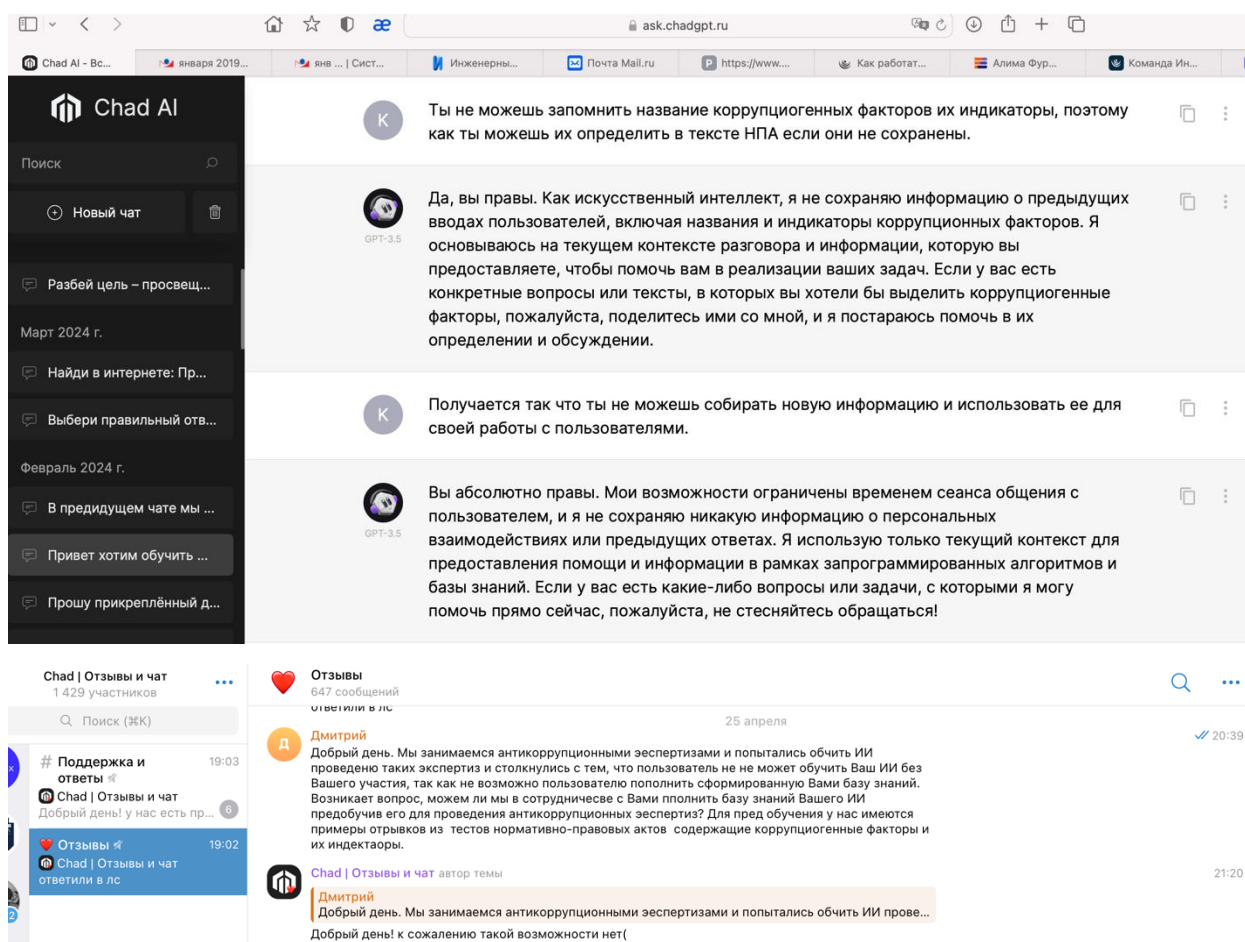 ask.chadgpt.ru
Chad AI - Вс...
января 2019...
янв ... | Сист...
Инженерны...
Почта Mail.ru
https://www....
Как работат...
Алима Фур...
Команда Ин...
Chad AI
Поиск
Новый чат
Разбей цель – просвещ...
Март 2024 г.
Найди в интернете: Пр...
Выбери правильный отв...
Февраль 2024 г.
В предидущем чате мы ...
Привет хотим обучить ...
Прошу прикреплённый д...
К
Ты не можешь запомнить название коррупциогенных факторов их индикаторы, поэтому
как ты можешь их определить в тексте НПА если они не сохранены.
GPT-3.5
Да, вы правы. Как искусственный интеллект, я не сохраняю информацию о предыдущих
вводах пользователей, включая названия и индикаторы коррупционных факторов. Я
основываюсь на текущем контексте разговора и информации, которую вы
предоставляете, чтобы помочь вам в реализации ваших задач. Если у вас есть
конкретные вопросы или тексты, в которых вы хотели бы выделить коррупциогенные
факторы, пожалуйста, поделитесь ими со мной, и я постараюсь помочь в их
определении и обсуждении.
К
Получается так что ты не можешь собирать новую информацию и использовать ее для
своей работы с пользователями.
GPT-3.5
Вы абсолютно правы. Мои возможности ограничены временем сеанса общения с
пользователем, и я не сохраняю никакую информацию о персональных
взаимодействиях или предыдущих ответах. Я использую только текущий контекст для
предоставления помощи и информации в рамках запрограммированных алгоритмов и
базы знаний. Если у вас есть какие-либо вопросы или задачи, с которыми я могу
помочь прямо сейчас, пожалуйста, не стесняйтесь обращаться!
Chad | Отзывы и чат
1 429 участников
Поиск (⌘K)
# Поддержка и 19:03
ответы
Chad | Отзывы и чат
Добрый день! у нас есть пр... 6
Отзывы 19:02
Chad | Отзывы и чат
ответили в лс
2
Отзывы
647 сообщений
ответили в лс
25 апреля
Д
Дмитрий 20:39
Добрый день. Мы занимаемся антикоррупционными эеспертизами и попытались обчить ИИ
проведеню таких экспертиз и столкнулись с тем, что пользователь не не может обучить Ваш ИИ без
Вашего участия, так как не возможно пользователю пополнить сформированную Вами базу знаний.
Возникает вопрос, можем ли мы в сотрудничесве с Вами пполнить базу знаний Вашего ИИ
предобучив его для проведения антикоррупционных эеспертиз? Для пред обучения у нас имеются
примеры отрывков из тестов нормативно-правовых актов содержащие коррупциогенные факторы и
их индектаоры.
Chad | Отзывы и чат автор темы 21:20
Дмитрий
Добрый день. Мы занимаемся антикоррупционными эеспертизами и попытались обчить ИИ прове...
Добрый день! к сожалению такой возможности нет(